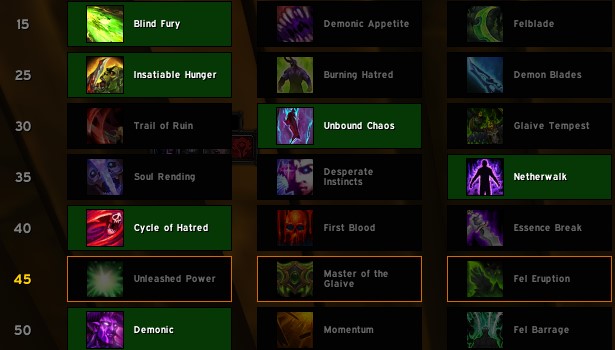 15 Blind Fury Demonic Appetite Felblade
25 Insatiable Hunger Burning Hatred Demon Blades
30 Trail of Ruin Unbound Chaos Glaive Tempest
35 Soul Rending Desperate Instincts Netherwalk
40 Cycle of Hatred First Blood Essence Break
45 Unleashed Power Master of the Glaive Fel Eruption
50 Demonic Momentum Fel Barrage